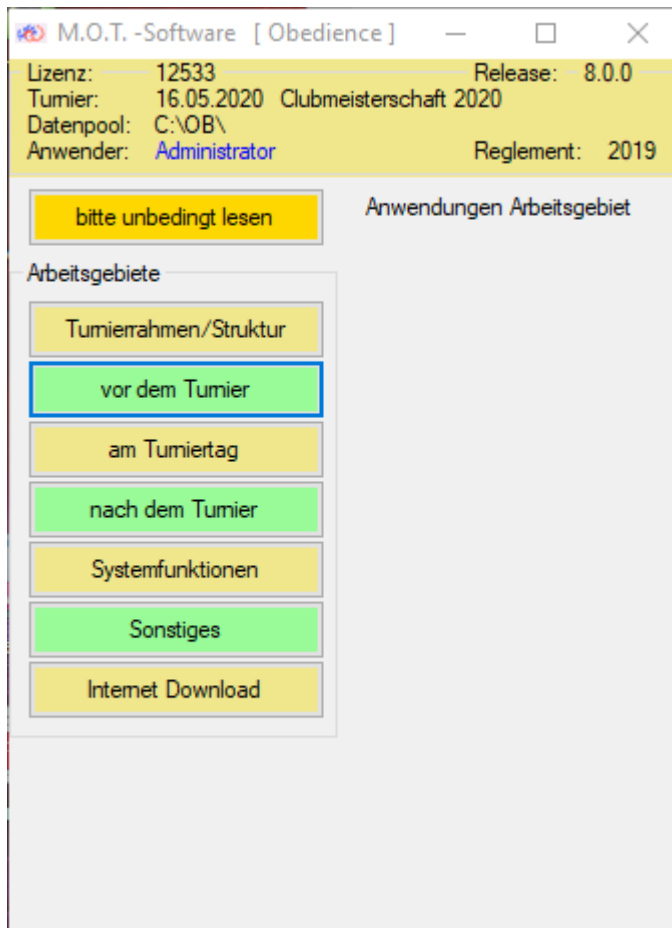 M.O.T. -Software [ Obedience ]
Lizenz: 12533 Release: 8.0.0
Turnier: 16.05.2020 Clubmeisterschaft 2020
Datenpool: C:\OB\
Anwender: Administrator Reglement: 2019
bitte unbedingt lesen
Anwendungen Arbeitsgebiet
Arbeitsgebiete
Turnierrahmen/Struktur
vor dem Turnier
am Turniertag
nach dem Turnier
Systemfunktionen
Sonstiges
Internet Download